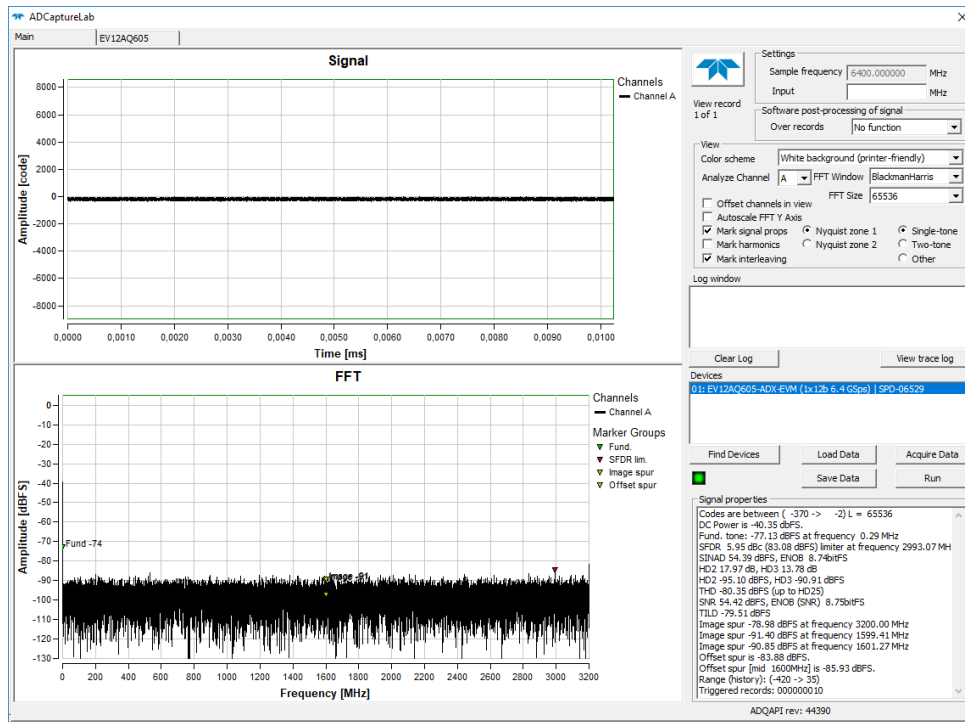 ADCaptureLab
Main
EV12AQ605
Signal
Amplitude [code]
8000
6000
4000
2000
0
-2000
-4000
-6000
-8000
0,0000 0,0010 0,0020 0,0030 0,0040 0,0050 0,0060 0,0070 0,0080 0,0090 0,0100
Time [ms]
Channels
Channel A
FFT
Amplitude [dBFS]
0
-10
-20
-30
-40
-50
-60
-70
-80
-90
-100
-110
-120
-130
Fund -74
Image -91
0 200 400 600 800 1000 1200 1400 1600 1800 2000 2200 2400 2600 2800 3000 3200
Frequency [MHz]
Channels
Channel A
Marker Groups
Fund.
SFDR lim.
Image spur
Offset spur
View record
1 of 1
Settings
Sample frequency 6400.000000 MHz
Input MHz
Software post-processing of signal
Over records No function
View
Color scheme White background (printer-friendly)
Analyze Channel A FFT Window BlackmanHarris
FFT Size 65536
Offset channels in view
Autoscale FFT Y Axis
Mark signal props Nyquist zone 1 Single-tone
Mark harmonics Nyquist zone 2 Two-tone
Mark interleaving Other
Log window
Clear Log View trace log
Devices
01: EV12AQ605-ADX-EVM (1x12b 6.4 GSps) | SPD-06529
Find Devices Load Data Acquire Data
Save Data Run
Signal properties
Codes are between ( -370 -> -2) L = 65536
DC Power is -40.35 dBFS.
Fund. tone: -77.13 dBFS at frequency 0.29 MHz
SFDR 5.95 dBc (83.08 dBFS) limiter at frequency 2993.07 MH
SINAD 54.39 dBFS, ENOB 8.74bitFS
HD2 17.97 dB, HD3 13.78 dB
HD2 -95.10 dBFS, HD3 -90.91 dBFS
THD -80.35 dBFS (up to HD25)
SNR 54.42 dBFS, ENOB (SNR) 8.75bitFS
TILD -79.51 dBFS
Image spur -78.98 dBFS at frequency 3200.00 MHz
Image spur -91.40 dBFS at frequency 1599.41 MHz
Image spur -90.85 dBFS at frequency 1601.27 MHz
Offset spur is -83.88 dBFS.
Offset spur [mid 1600MHz] is -85.93 dBFS.
Range (history): (-420 -> 35)
Triggered records: 000000010
ADQAPI rev: 44390